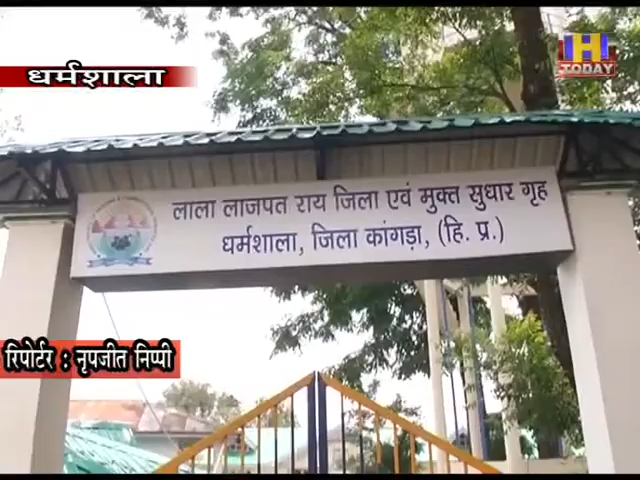 धर्मशाला
H
TODAY
लाला लाजपत राय जिला एवं मुक्त सुधार गृह
धर्मशाला, जिला कांगड़ा, (हि. प्र.)
रिपोर्टर : नृपजीत निप्पी